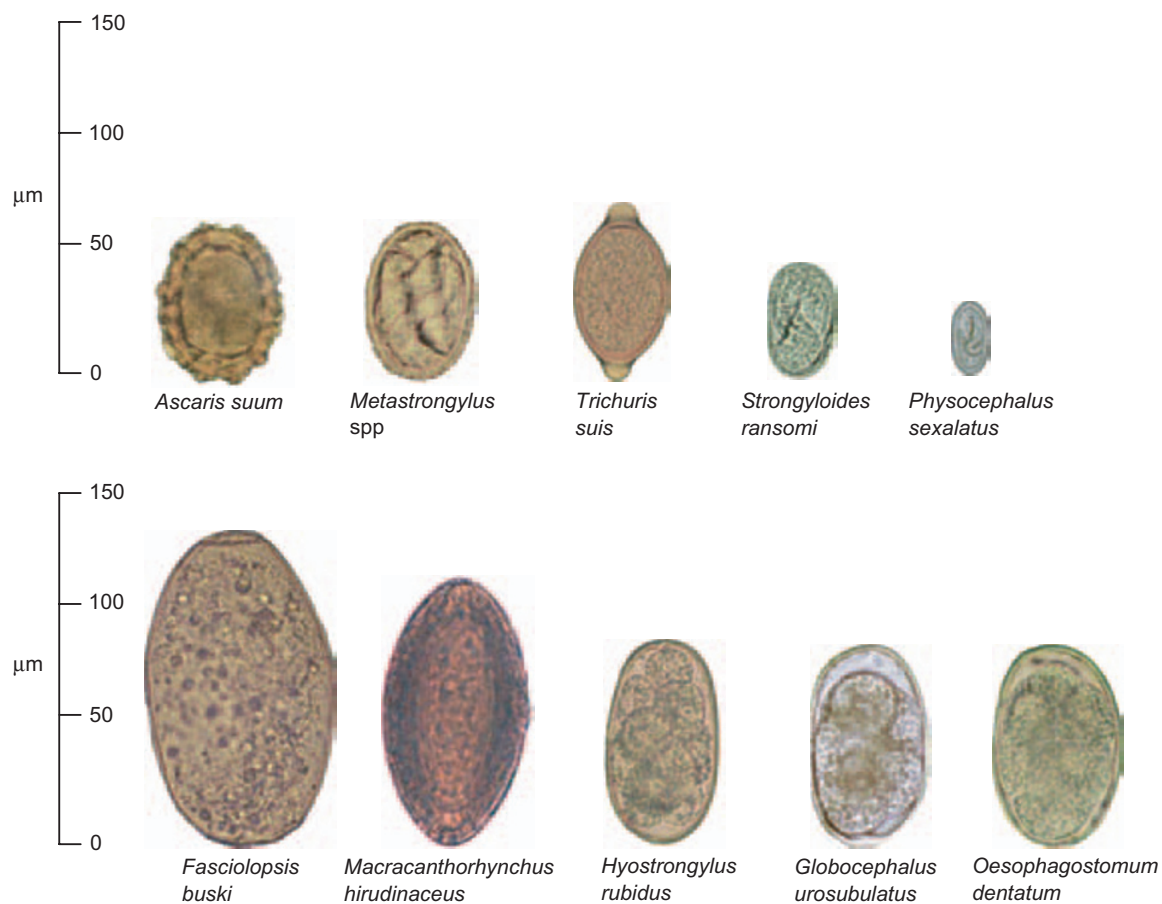 150
100
μm
50
0
Ascaris suum
Metastrongylus
spp
Trichuris
suis
Strongyloides
ransomi
Physocephalus
sexalatus
150
100
μm
50
0
Fasciolopsis
buski
Macracanthorhynchus
hirudinaceus
Hyostrongylus
rubidus
Globocephalus
urosubulatus
Oesophagostomum
dentatum